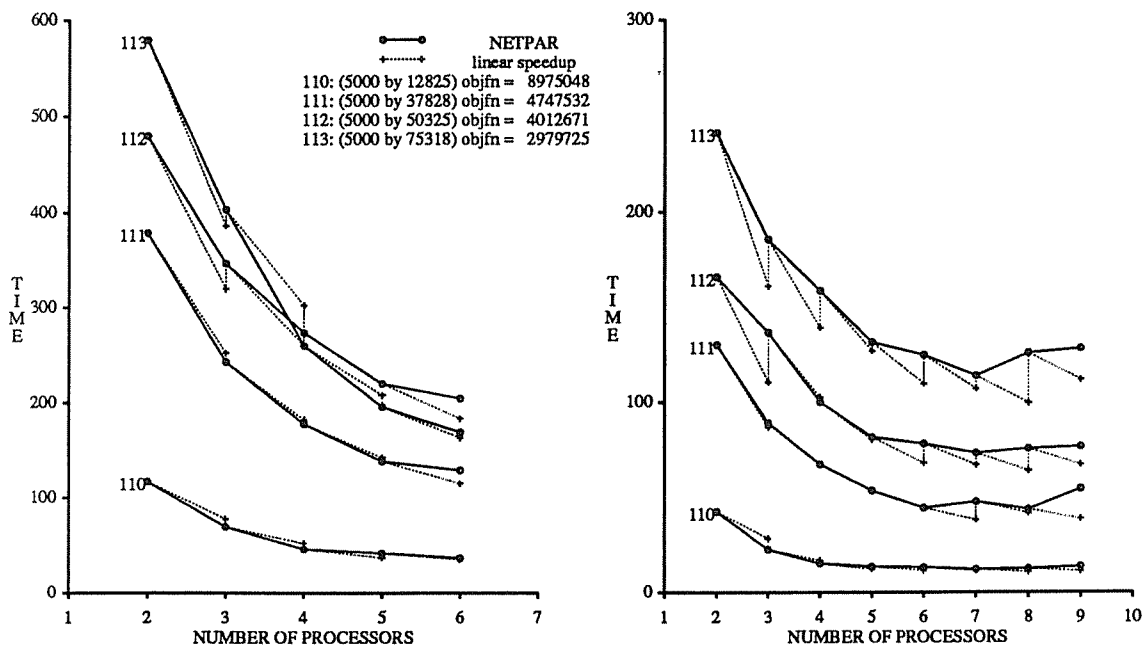 600
500
400
300
200
100
0
TIME
113
112
111
110
NETPAR
linear speedup
110: (5000 by 12825) objfn = 8975048
111: (5000 by 37828) objfn = 4747532
112: (5000 by 50325) objfn = 4012671
113: (5000 by 75318) objfn = 2979725
1 2 3 4 5 6 7
NUMBER OF PROCESSORS
300
200
100
0
TIME
113
112
111
110
1 2 3 4 5 6 7 8 9 10
NUMBER OF PROCESSORS